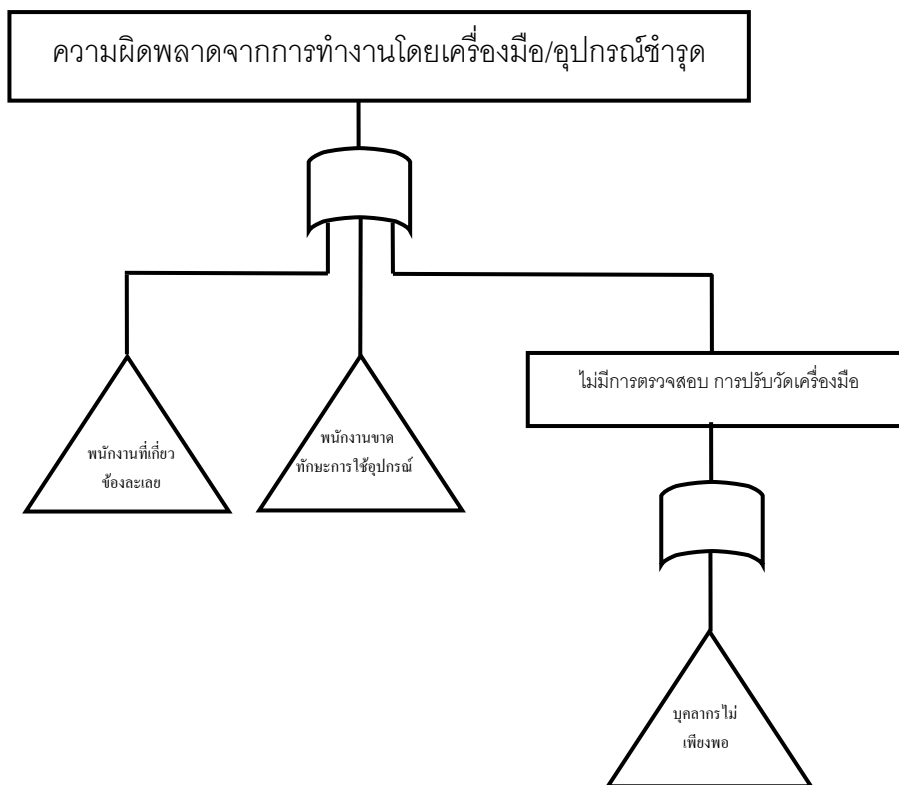 ความผิดพลาดจากการทำงานโดยเครื่องมือ/อุปกรณ์ชำรุด
ไม่มีการตรวจสอบ การปรับวัดเครื่องมือ
พนักงานที่เกี่ยว
ข้องละเลย
พนักงานขาด
ทักษะการใช้อุปกรณ์
บุคลากรไม่
เพียงพอ